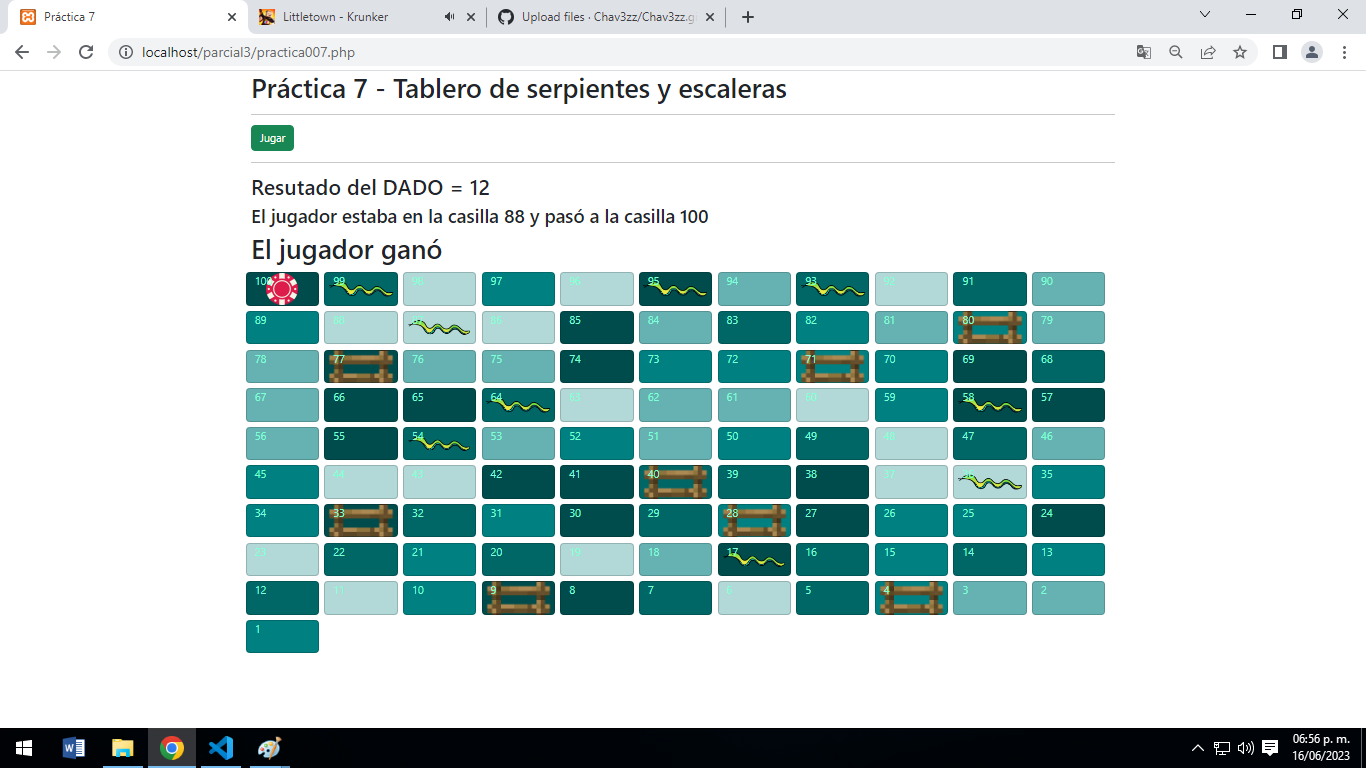 Práctica 7
Littletown - Krunker
Upload files · Chav3zz/Chav3zz.g
localhost/parcial3/practica007.php
Práctica 7 - Tablero de serpientes y escaleras
Jugar
Resutado del DADO = 12
El jugador estaba en la casilla 88 y pasó a la casilla 100
El jugador ganó
100 99 98 97 96 95 94 93 92 91 90
89 88 87 86 85 84 83 82 81 80 79
78 77 76 75 74 73 72 71 70 69 68
67 66 65 64 63 62 61 60 59 58 57
56 55 54 53 52 51 50 49 48 47 46
45 44 43 42 41 40 39 38 37 36 35
34 33 32 31 30 29 28 27 26 25 24
23 22 21 20 19 18 17 16 15 14 13
12 11 10 9 8 7 6 5 4 3 2
1
06:56 p. m.
16/06/2023